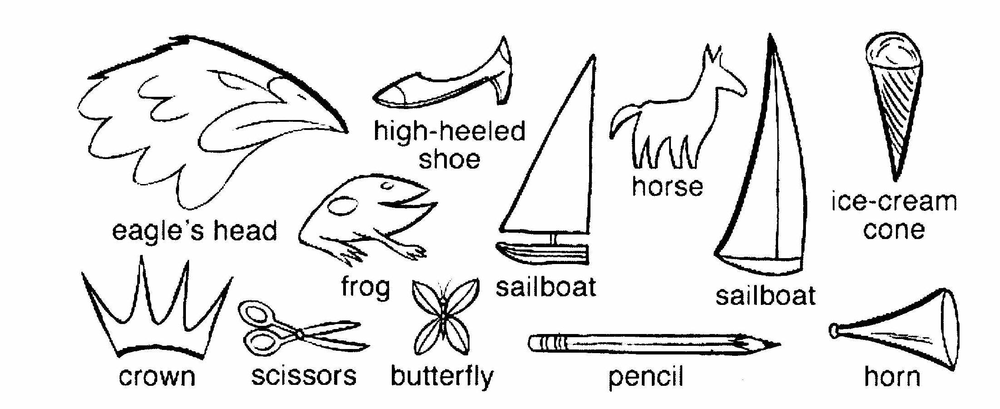 high-heeled
shoe
horse
ice-cream
cone
eagle's head
frog
sailboat
sailboat
crown
scissors
butterfly
pencil
horn